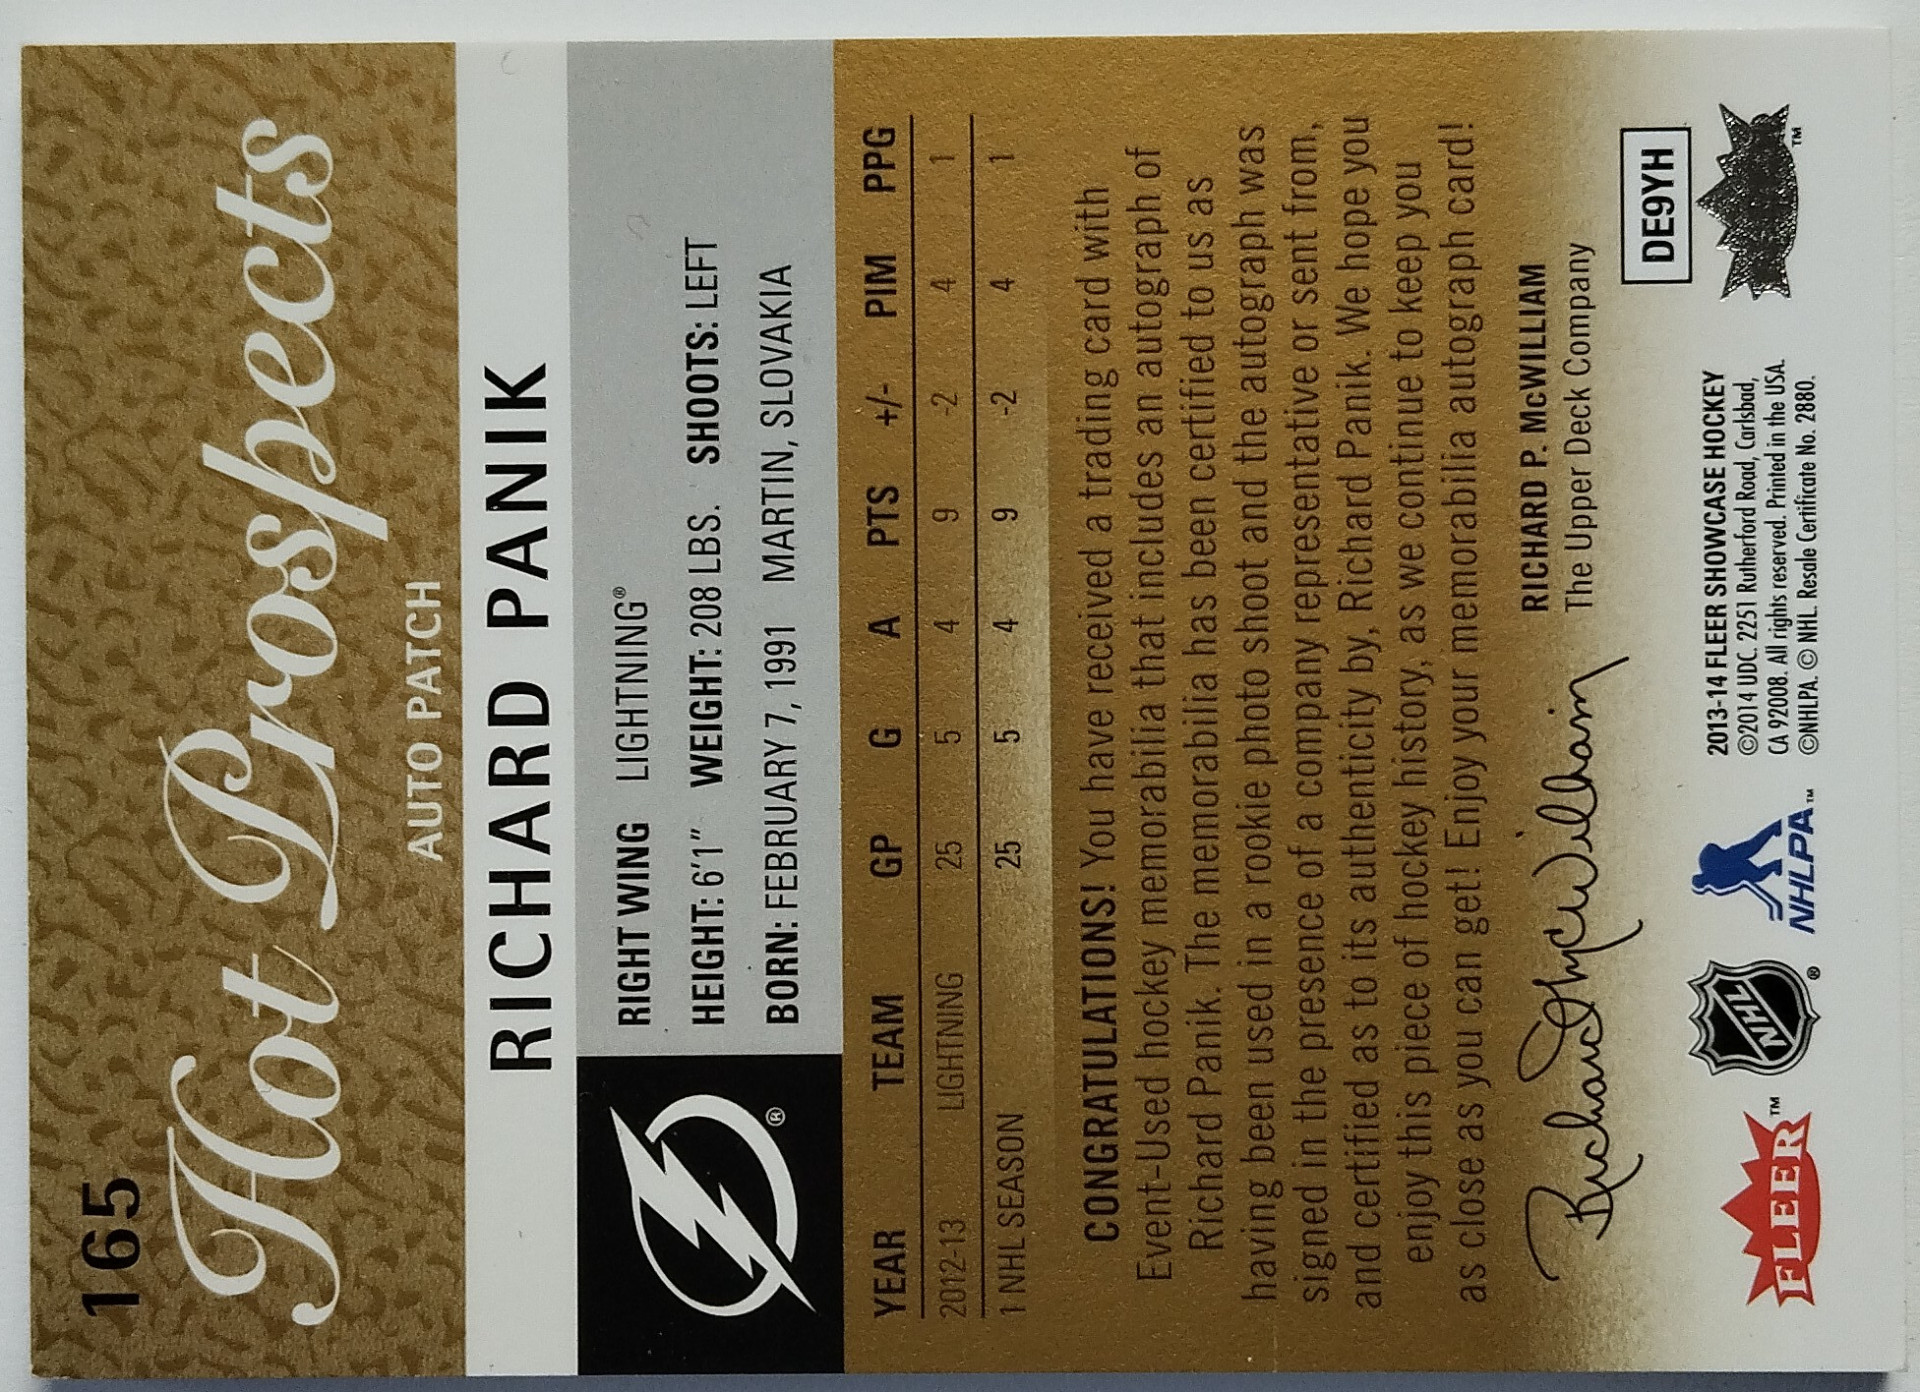 165
Hot Prospects
AUTO PATCH
RICHARD PANIK
RIGHT WING LIGHTNING®
HEIGHT: 6'1" WEIGHT: 208 LBS. SHOOTS: LEFT
BORN: FEBRUARY 7, 1991 MARTIN, SLOVAKIA
®
YEAR TEAM GP G A PTS +/- PIM PPG
2012-13 LIGHTNING 25 5 4 9 -2 4 1
1 NHL SEASON 25 5 4 9 -2 4 1
CONGRATULATIONS! You have received a trading card with
Event-Used hockey memorabilia that includes an autograph of
Richard Panik. The memorabilia has been certified to us as
having been used in a rookie photo shoot and the autograph was
signed in the presence of a company representative or sent from,
and certified as to its authenticity by, Richard Panik. We hope you
enjoy this piece of hockey history, as we continue to keep you
as close as you can get! Enjoy your memorabilia autograph card!
Richard P McWilliam
RICHARD P. McWILLIAM
The Upper Deck Company
DE9YH
FLEER™
NHL®
NHLPA™
2013-14 FLEER SHOWCASE HOCKEY
©2014 UDC. 2251 Rutherford Road, Carlsbad,
CA 92008. All rights reserved. Printed in the USA.
©NHLPA. © NHL. Resale Certificate No. 2880.
™